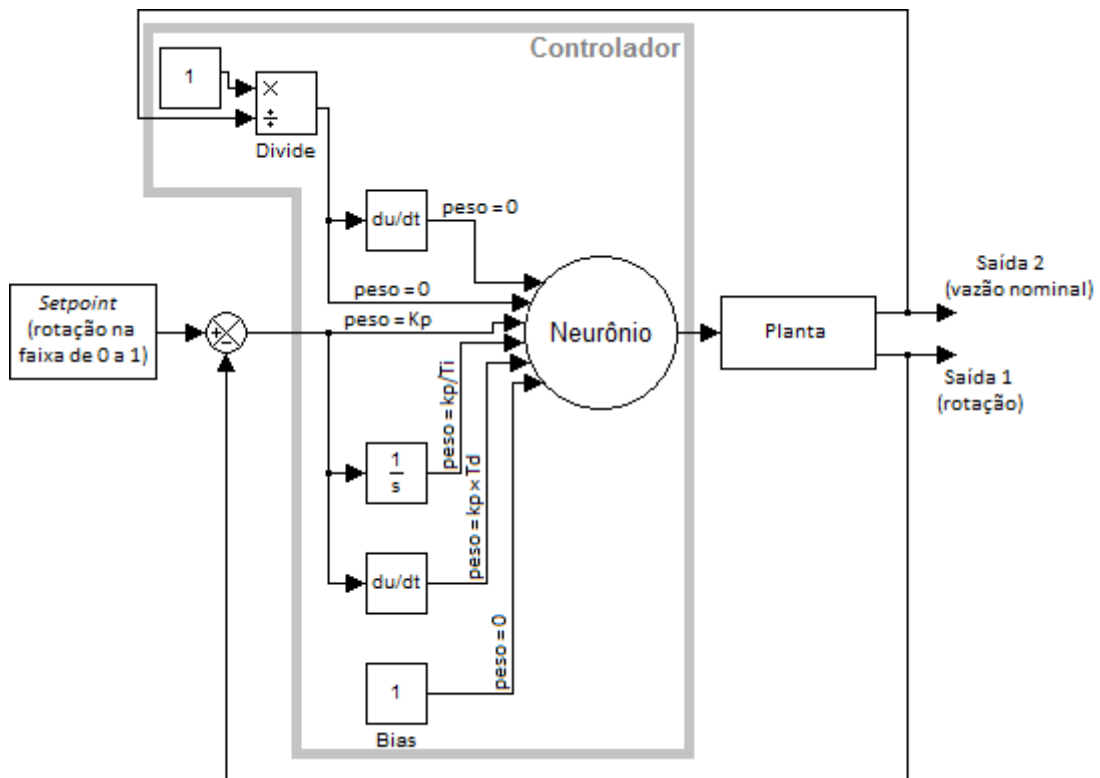 Controlador
1
×
÷
Divide
du/dt
peso = 0
peso = 0
Setpoint
(rotação na
faixa de 0 a 1)
+
−
peso = Kp
Neurônio
Planta
Saída 2
(vazão nominal)
Saída 1
(rotação)
peso = kp/Ti
1
s
peso = kp × Td
du/dt
peso = 0
1
Bias